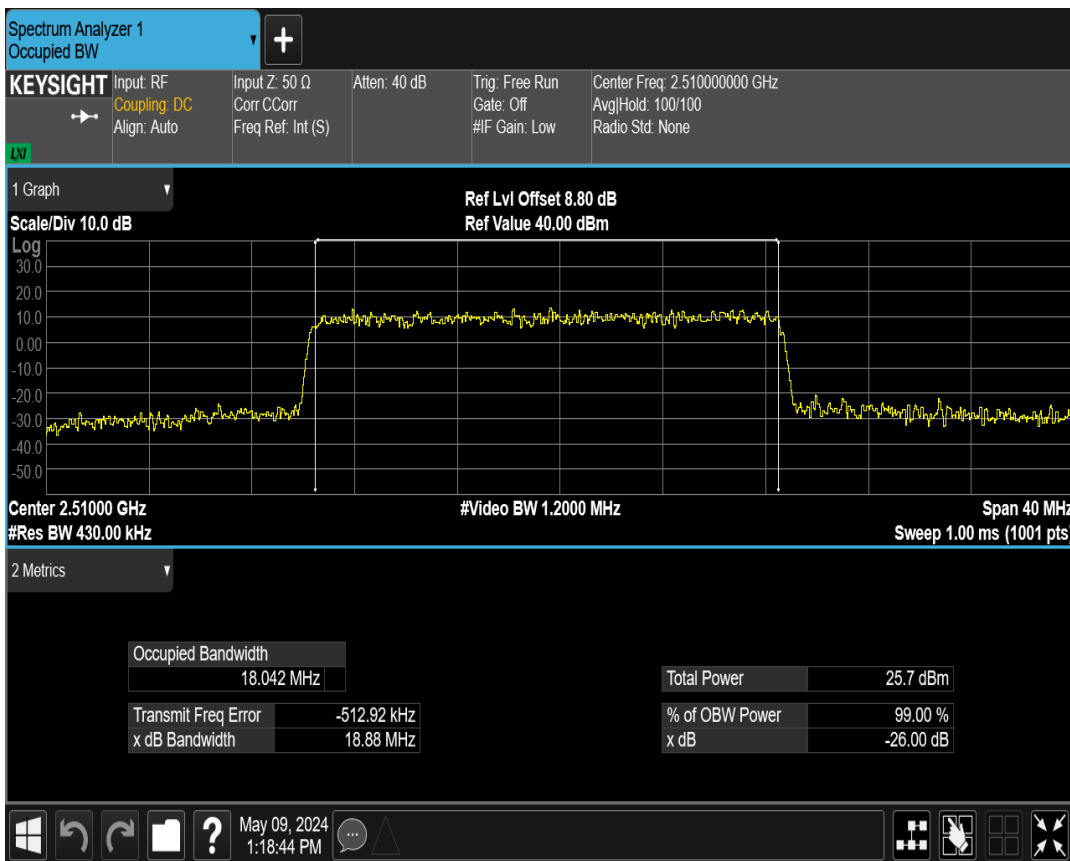 Spectrum Analyzer 1
Occupied BW
+
KEYSIGHT
Input: RF
Coupling: DC
Align: Auto
Input Z: 50 Ω
Corr CCorr
Freq Ref: Int (S)
Atten: 40 dB
Trig: Free Run
Gate: Off
#IF Gain: Low
Center Freq: 2.510000000 GHz
Avg|Hold: 100/100
Radio Std: None
LXI
1 Graph
Scale/Div 10.0 dB
Ref Lvl Offset 8.80 dB
Ref Value 40.00 dBm
Log
30.0
20.0
10.0
0.00
-10.0
-20.0
-30.0
-40.0
-50.0
Center 2.51000 GHz
#Res BW 430.00 kHz
#Video BW 1.2000 MHz
Span 40 MHz
Sweep 1.00 ms (1001 pts)
2 Metrics
Occupied Bandwidth
18.042 MHz
Transmit Freq Error -512.92 kHz
x dB Bandwidth 18.88 MHz
Total Power 25.7 dBm
% of OBW Power 99.00 %
x dB -26.00 dB
?
May 09, 2024
1:18:44 PM